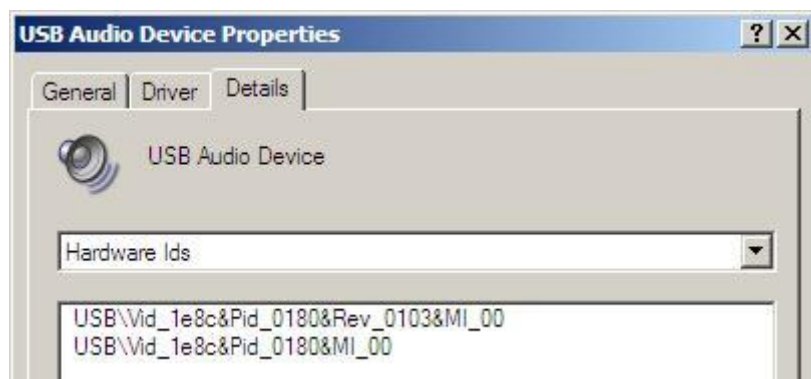 USB Audio Device Properties
General Driver Details
USB Audio Device
Hardware Ids
USB\Vid_1e8c&Pid_0180&Rev_0103&MI_00
USB\Vid_1e8c&Pid_0180&MI_00